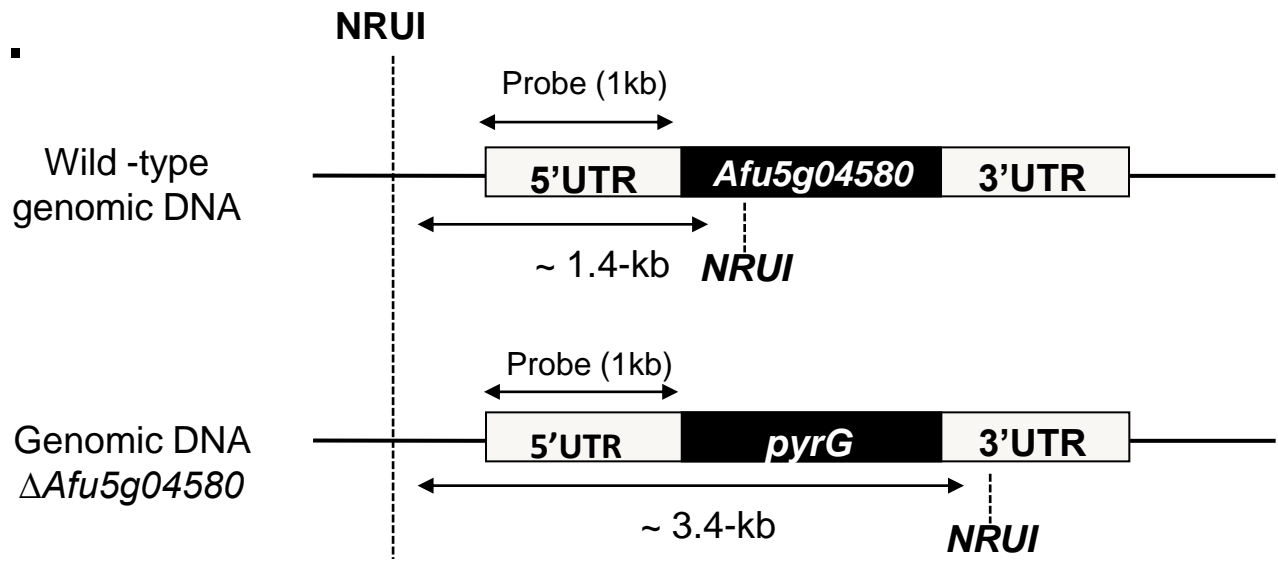 NRUI
Probe (1kb)
Wild -type
genomic DNA
5'UTR
Afu5g04580
3'UTR
~ 1.4-kb
NRUI
Probe (1kb)
Genomic DNA
ΔAfu5g04580
5'UTR
pyrG
3'UTR
~ 3.4-kb
NRUI